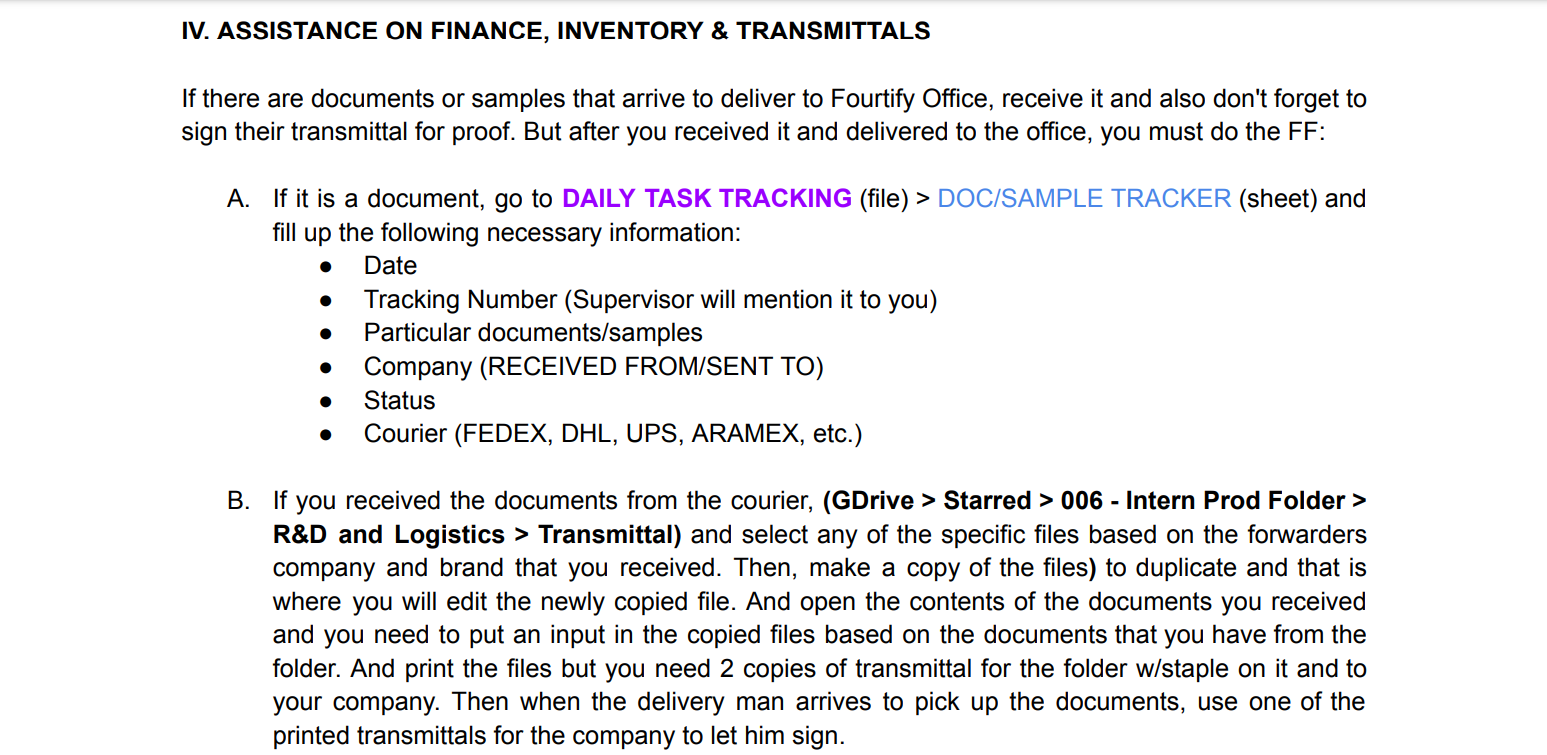 IV. ASSISTANCE ON FINANCE, INVENTORY & TRANSMITTALS
If there are documents or samples that arrive to deliver to Fourtify Office, receive it and also don't forget to
sign their transmittal for proof. But after you received it and delivered to the office, you must do the FF:
A. If it is a document, go to DAILY TASK TRACKING (file) > DOC/SAMPLE TRACKER (sheet) and
fill up the following necessary information:
● Date
● Tracking Number (Supervisor will mention it to you)
● Particular documents/samples
● Company (RECEIVED FROM/SENT TO)
● Status
● Courier (FEDEX, DHL, UPS, ARAMEX, etc.)
B. If you received the documents from the courier, (GDrive > Starred > 006 - Intern Prod Folder >
R&D and Logistics > Transmittal) and select any of the specific files based on the forwarders
company and brand that you received. Then, make a copy of the files) to duplicate and that is
where you will edit the newly copied file. And open the contents of the documents you received
and you need to put an input in the copied files based on the documents that you have from the
folder. And print the files but you need 2 copies of transmittal for the folder w/staple on it and to
your company. Then when the delivery man arrives to pick up the documents, use one of the
printed transmittals for the company to let him sign.